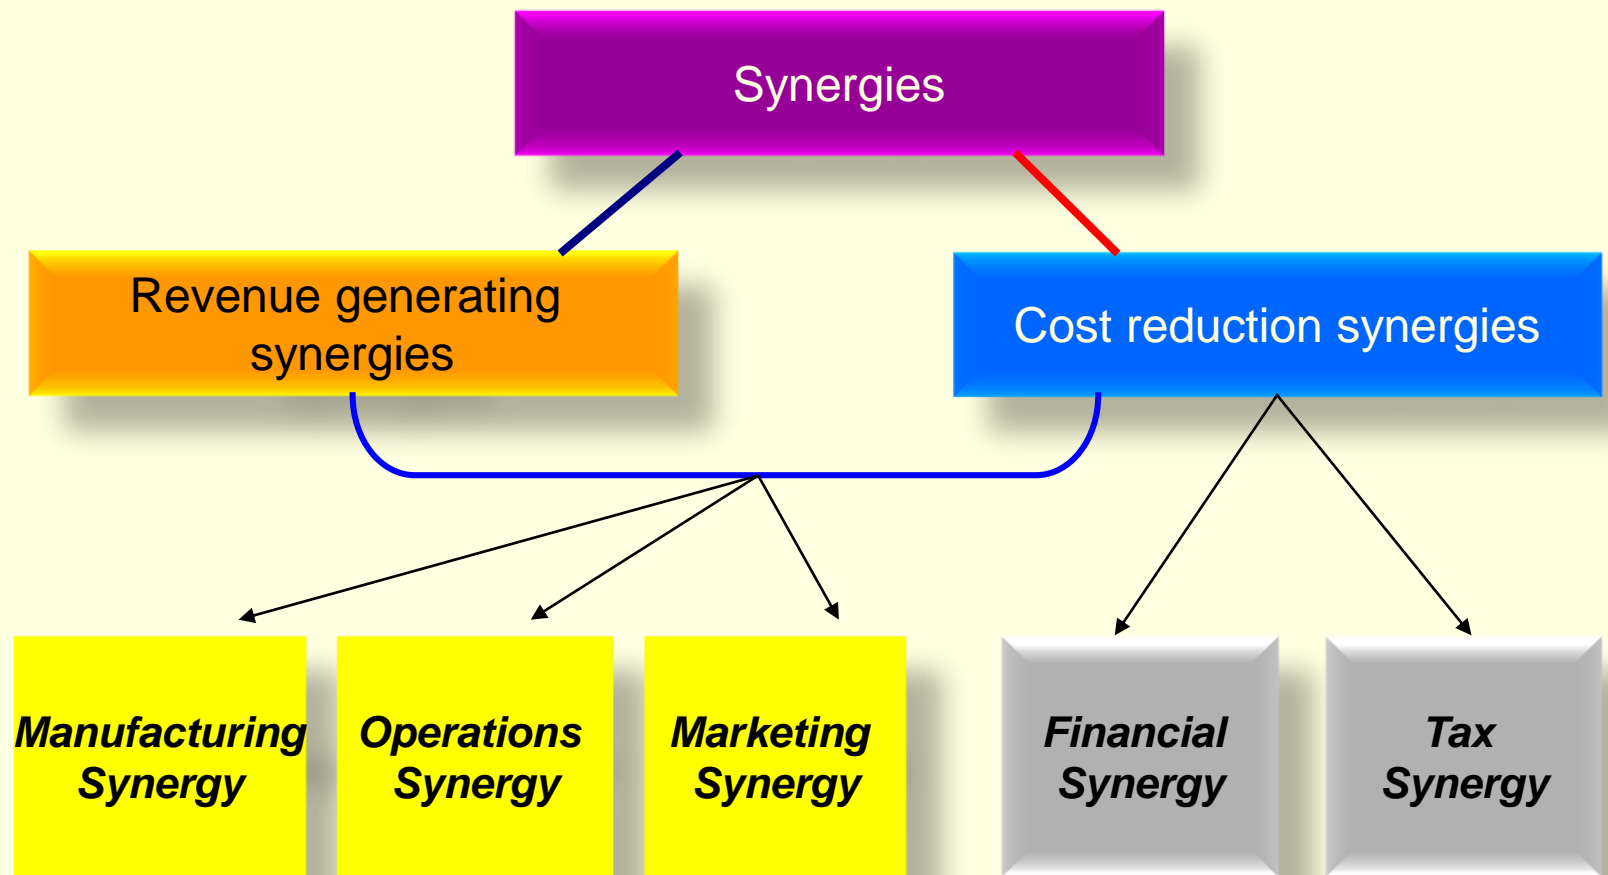 Synergies
Revenue generating
synergies
Cost reduction synergies
Manufacturing
Synergy
Operations
Synergy
Marketing
Synergy
Financial
Synergy
Tax
Synergy